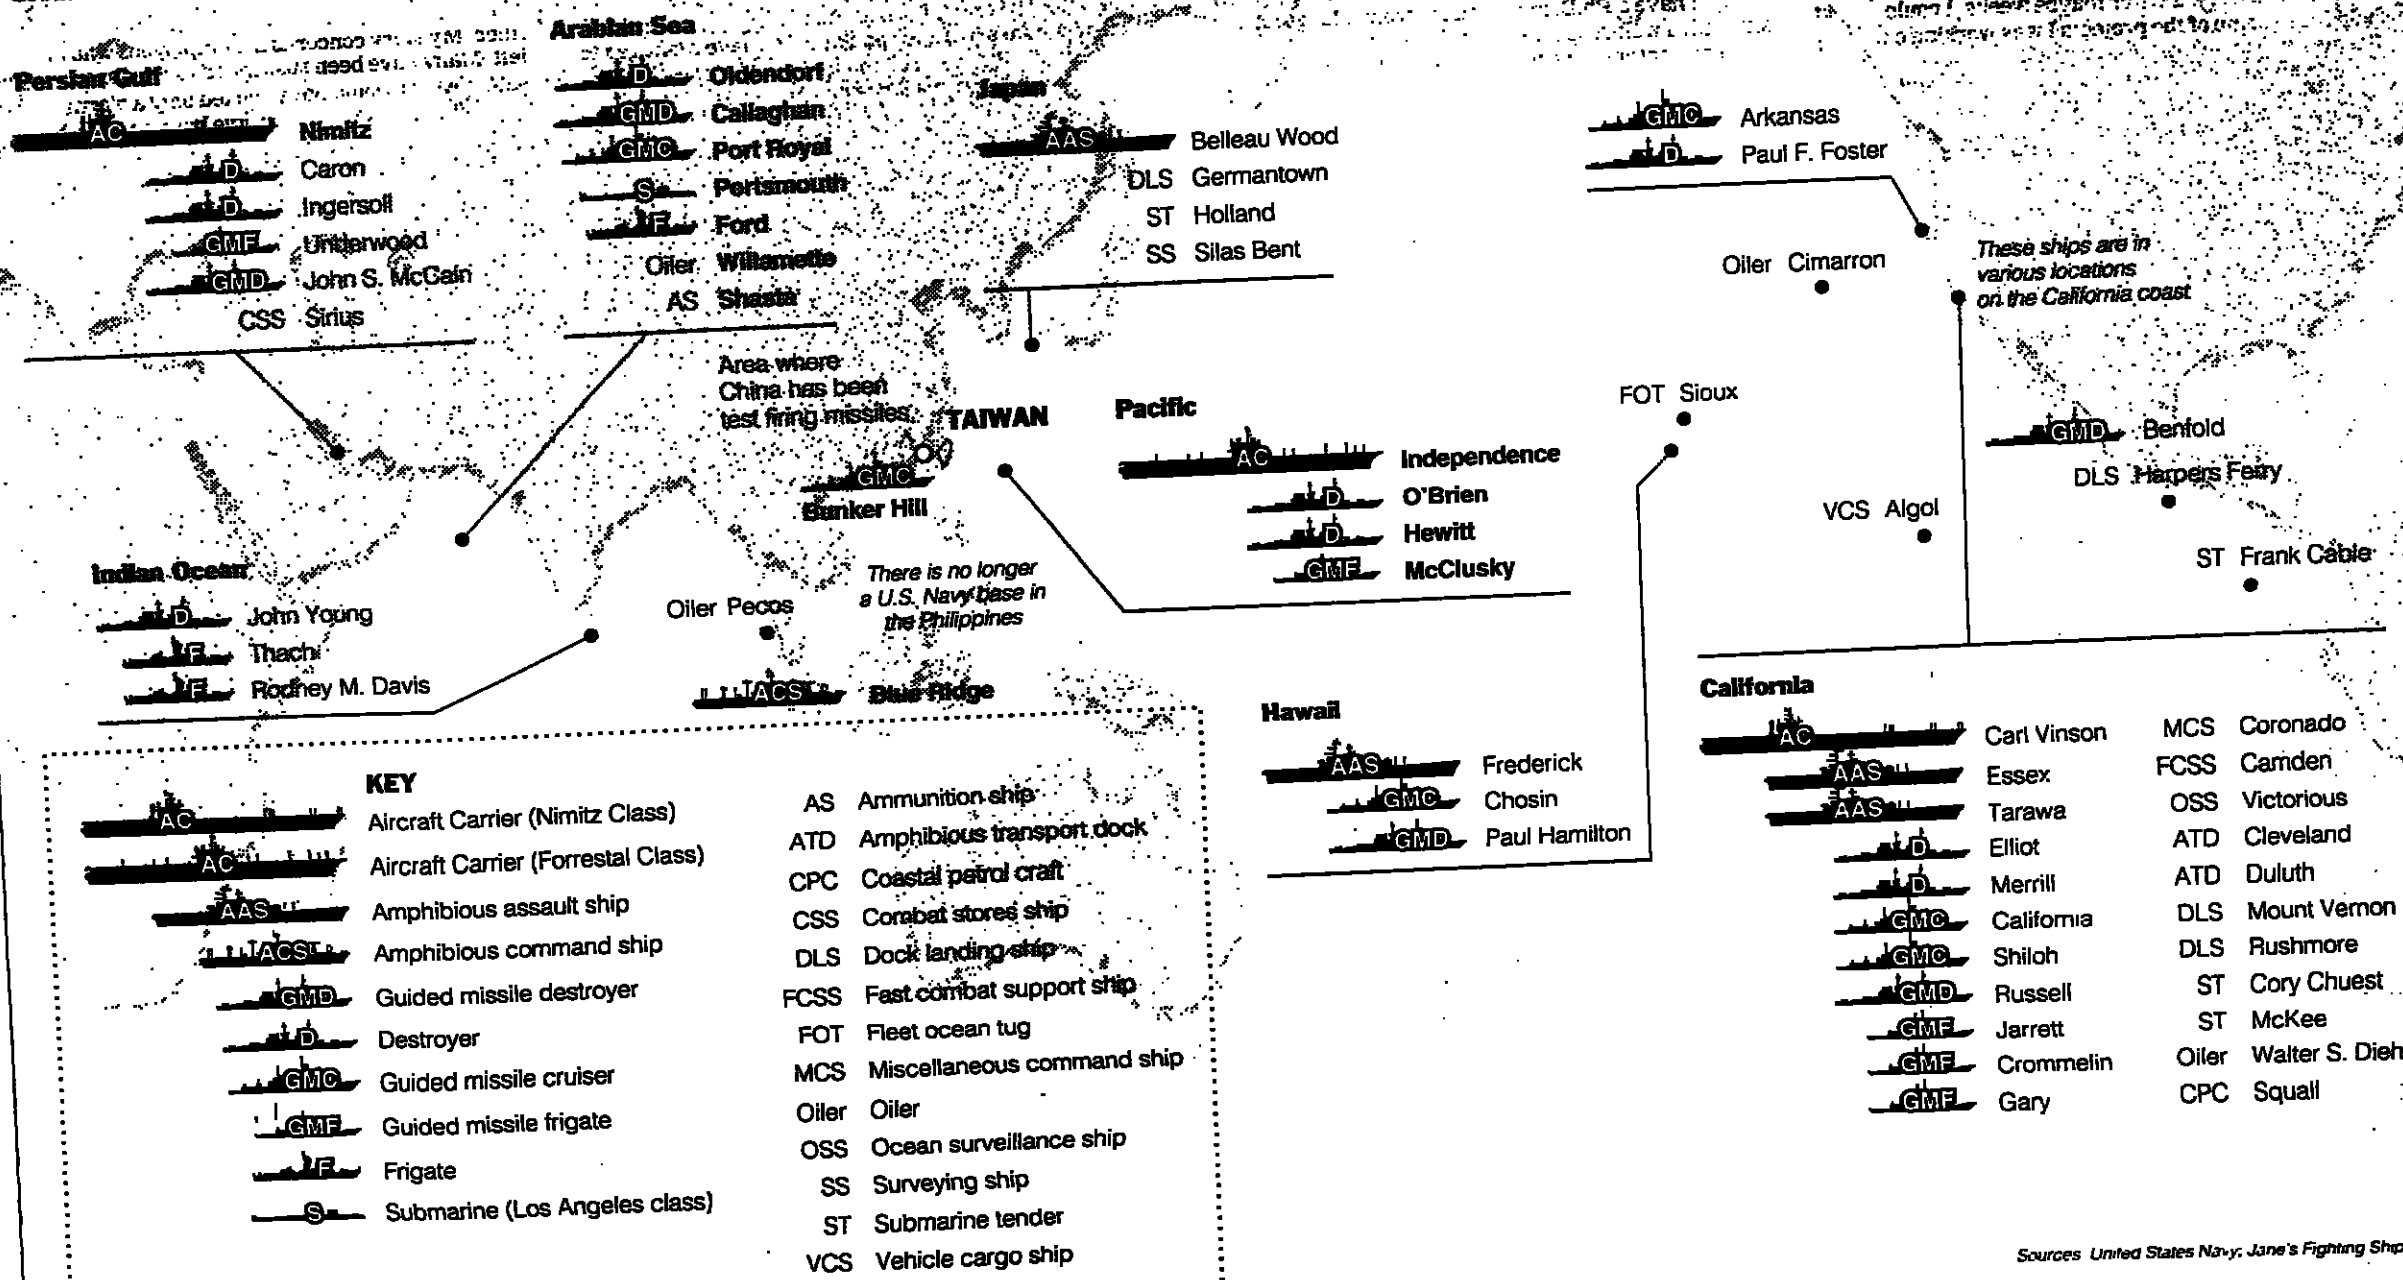 Persian Gulf
AC Nimitz
D Caron
D Ingersoll
GMF Underwood
GMD John S. McCain
CSS Sirius
Arabian Sea
D Oldendorf
GMD Callaghan
GMC Port Royal
S Portsmouth
F Ford
Oiler Willamette
AS Shasta
Japan
AAS Belleau Wood
DLS Germantown
ST Holland
SS Silas Bent
GMC Arkansas
D Paul F. Foster
Oiler Cimarron
These ships are in
various locations
on the California coast
Area where
China has been
test firing missiles
TAIWAN
GMC
Bunker Hill
Pacific
AC Independence
D O'Brien
D Hewitt
GMF McClusky
FOT Sioux
GMD Benfold
DLS Harpers Ferry
VCS Algol
ST Frank Cable
Indian Ocean
D John Young
F Thach
F Rodney M. Davis
Oiler Pecos
There is no longer
a U.S. Navy base in
the Philippines
ACS Blue Ridge
Hawaii
AAS Frederick
GMC Chosin
GMD Paul Hamilton
California
AC Carl Vinson
AAS Essex
AAS Tarawa
D Elliot
D Merrill
GMC California
GMC Shiloh
GMD Russell
GMF Jarrett
GMF Crommelin
GMF Gary
MCS Coronado
FCSS Camden
OSS Victorious
ATD Cleveland
ATD Duluth
DLS Mount Vernon
DLS Rushmore
ST Cory Chuest
ST McKee
Oiler Walter S. Dieh
CPC Squall
KEY
AC Aircraft Carrier (Nimitz Class)
AC Aircraft Carrier (Forrestal Class)
AAS Amphibious assault ship
ACS Amphibious command ship
GMD Guided missile destroyer
D Destroyer
GMC Guided missile cruiser
GMF Guided missile frigate
F Frigate
S Submarine (Los Angeles class)
AS Ammunition ship
ATD Amphibious transport dock
CPC Coastal patrol craft
CSS Combat stores ship
DLS Dock landing ship
FCSS Fast combat support ship
FOT Fleet ocean tug
MCS Miscellaneous command ship
Oiler Oiler
OSS Ocean surveillance ship
SS Surveying ship
ST Submarine tender
VCS Vehicle cargo ship
Sources United States Navy; Jane's Fighting Ship